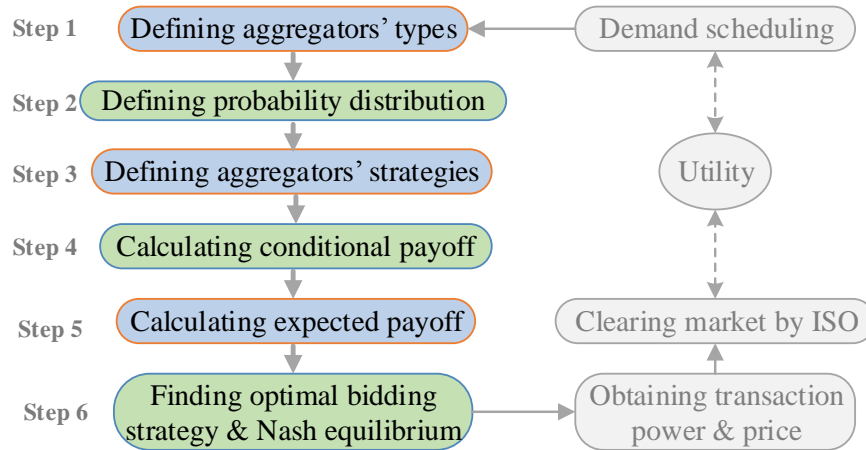 Step 1
Defining aggregators’ types
Demand scheduling
Step 2
Defining probability distribution
Step 3
Defining aggregators’ strategies
Utility
Step 4
Calculating conditional payoff
Step 5
Calculating expected payoff
Clearing market by ISO
Step 6
Finding optimal bidding
strategy & Nash equilibrium
Obtaining transaction
power & price